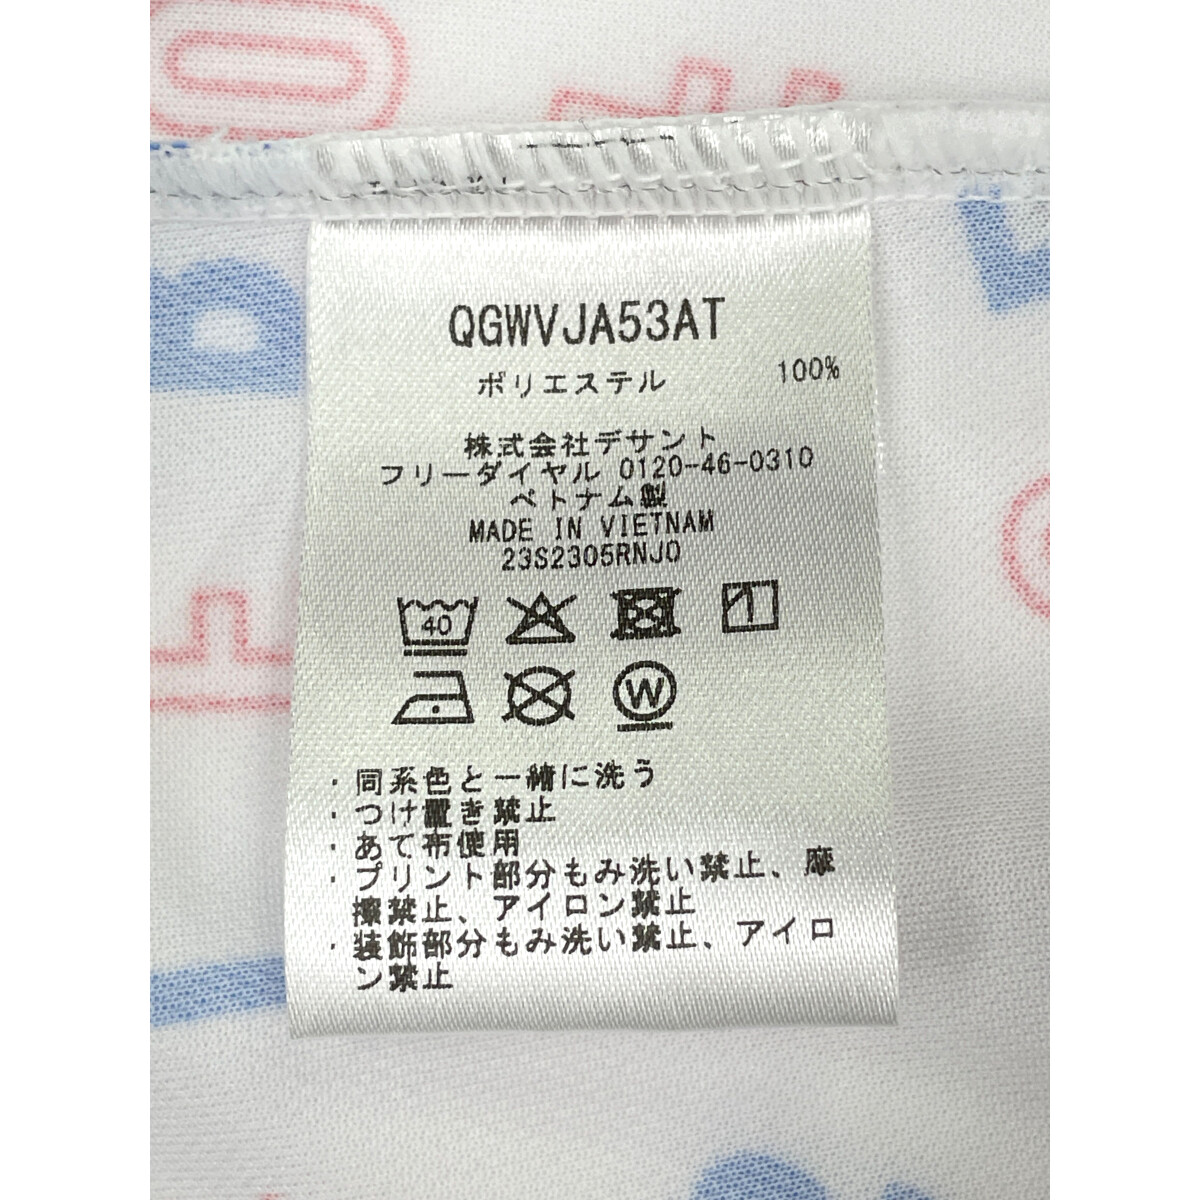 QGWVJA53AT
ポリエステル 100%
株式会社デサント
フリーダイヤル 0120-46-0310
ベトナム製
MADE IN VIETNAM
23S2305RNJO
40
W
・同系色と一緒に洗う
・つけ置き禁止
・あて布使用
・プリント部分もみ洗い禁止、摩
擦禁止、アイロン禁止
・装飾部分もみ洗い禁止、アイロ
ン禁止